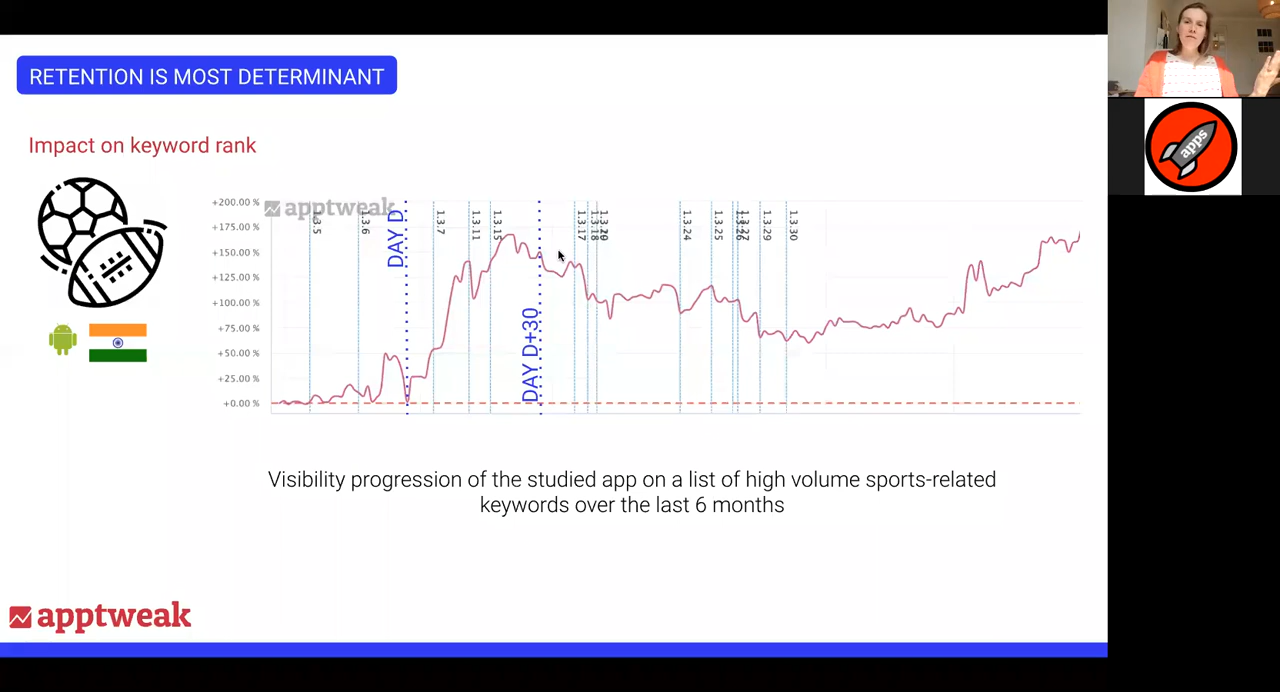 RETENTION IS MOST DETERMINANT
Impact on keyword rank
apptweak
+200.00 %
+175.00 %
+150.00 %
+125.00 %
+100.00 %
+75.00 %
+50.00 %
+25.00 %
+0.00 %
1.3.6
DAY D
1.3.7
1.3.11
1.3.15
DAY D+30
1.3.17
1.3.18
1.3.24
1.3.25
1.3.29
1.3.30
Visibility progression of the studied app on a list of high volume sports-related
keywords over the last 6 months
apptweak
apps